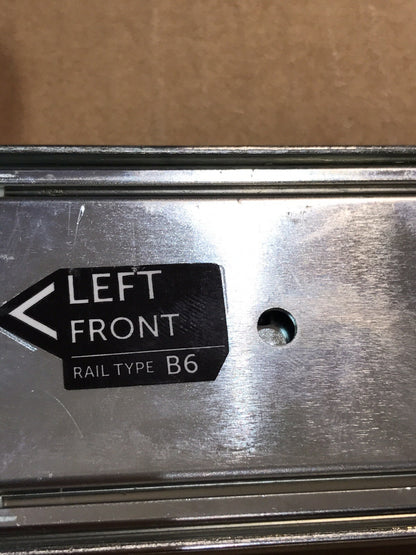 LEFT
FRONT
RAIL TYPE B6